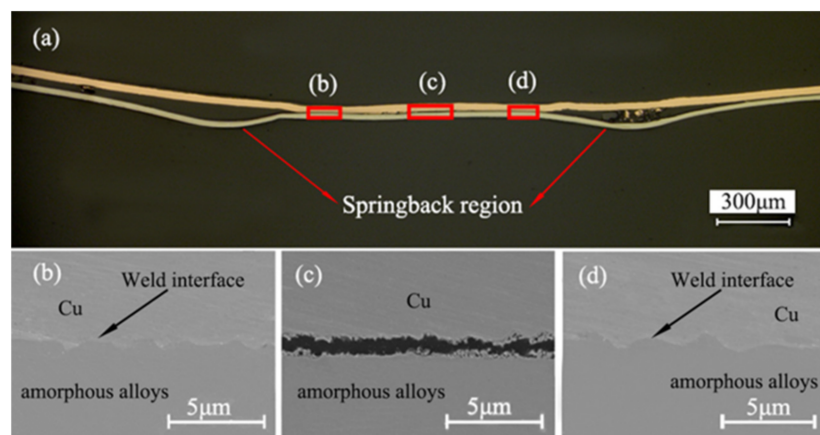 (a)
(b)
(c)
(d)
Springback region
300μm
(b)
Weld interface
Cu
amorphous alloys
5μm
(c)
Cu
amorphous alloys
5μm
(d)
Weld interface
Cu
amorphous alloys
5μm